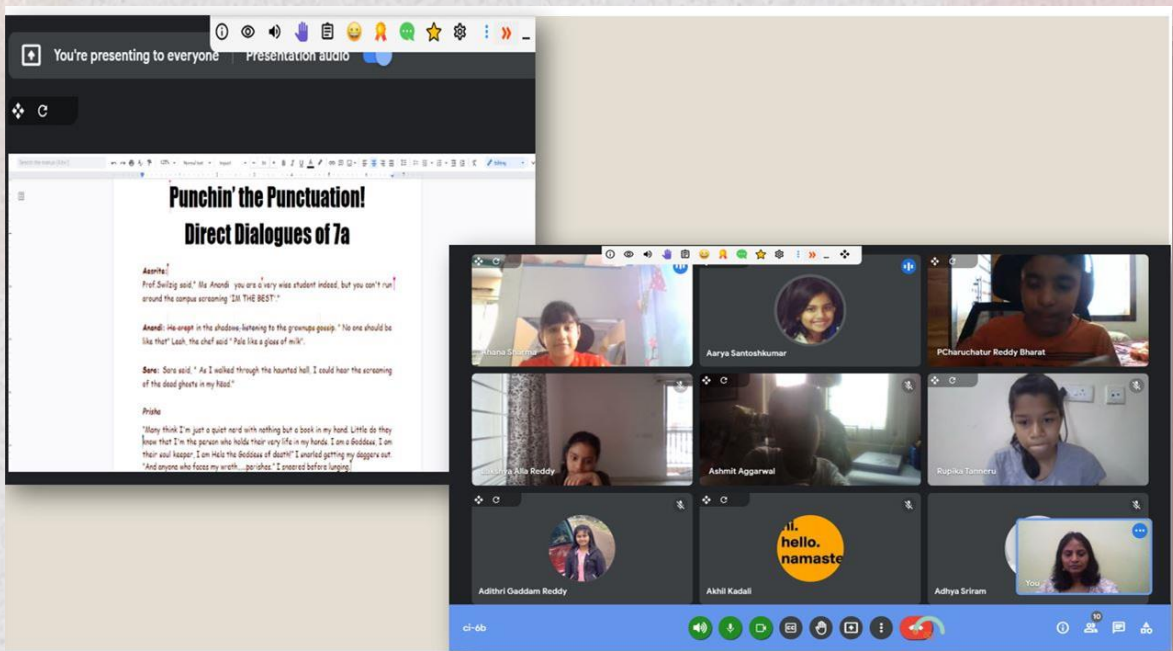 You're presenting to everyone
Presentation audio
Punchin' the Punctuation!
Direct Dialogues of 7a
Aasrita:
Prof.Swilzig said," Ms Anandi you are a very wise student indeed, but you can't run
around the campus screaming 'IM THE BEST'."
Anandi: He crept in the shadows, listening to the grownups gossip. " No one should be
like that" Leah, the chef said " Pale like a glass of milk".
Sara: Sara said, " As I walked through the haunted hall, I could hear the screaming
of the dead ghosts in my head."
Prisha
"Many think I'm just a quiet nerd with nothing but a book in my hand. Little do they
know that I'm the person who holds their very life in my hands. I am a Goddess, I am
their soul keeper, I am Hela the Goddess of death!" I snarled getting my daggers out.
"And anyone who faces my wrath....perishes." I sneered before lunging.
Ahana Sharma
Aarya Santoshkumar
PCharuchatur Reddy Bharat
Alla Reddy
Ashmit Aggarwal
Rupika Tanneru
Adithri Gaddam Reddy
hi.
hello.
namaste
Akhil Kadali
Adhya Sriram
You
ci-6b
10